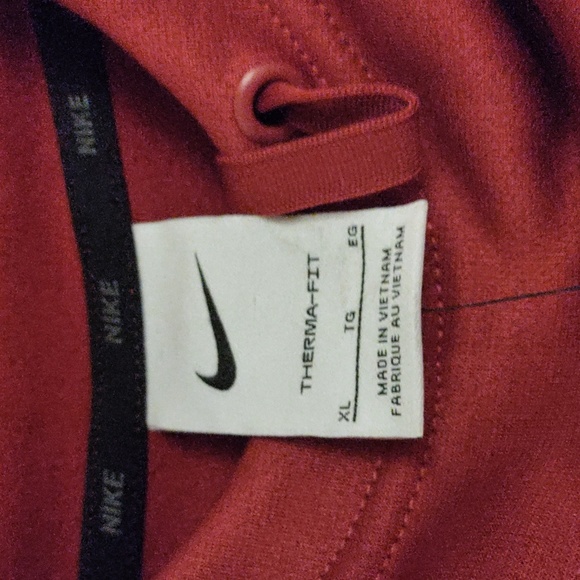 NIKE
NIKE
NIKE
THERMA-FIT
XL TG EG
MADE IN VIETNAM
FABRIQUE AU VIETNAM